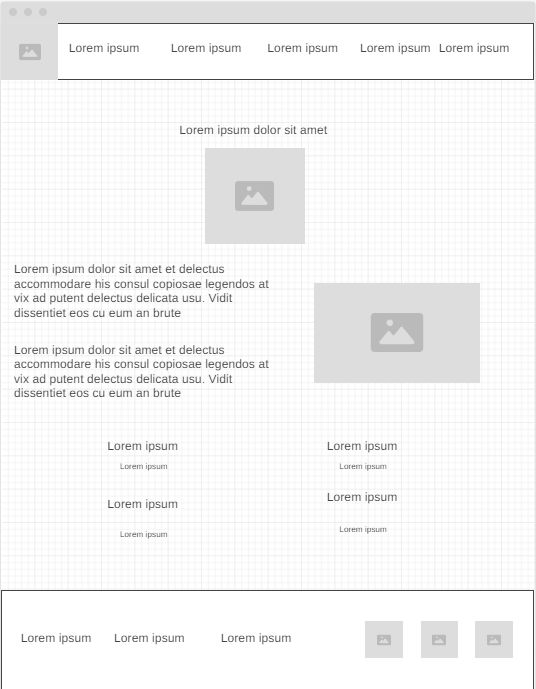 Lorem ipsum Lorem ipsum Lorem ipsum Lorem ipsum Lorem ipsum
Lorem ipsum dolor sit amet
Lorem ipsum dolor sit amet et delectus
accommodare his consul copiosae legendos at
vix ad putent delectus delicata usu. Vidit
dissentiet eos cu eum an brute
Lorem ipsum dolor sit amet et delectus
accommodare his consul copiosae legendos at
vix ad putent delectus delicata usu. Vidit
dissentiet eos cu eum an brute
Lorem ipsum Lorem ipsum
Lorem ipsum Lorem ipsum
Lorem ipsum Lorem ipsum
Lorem ipsum Lorem ipsum
Lorem ipsum Lorem ipsum Lorem ipsum